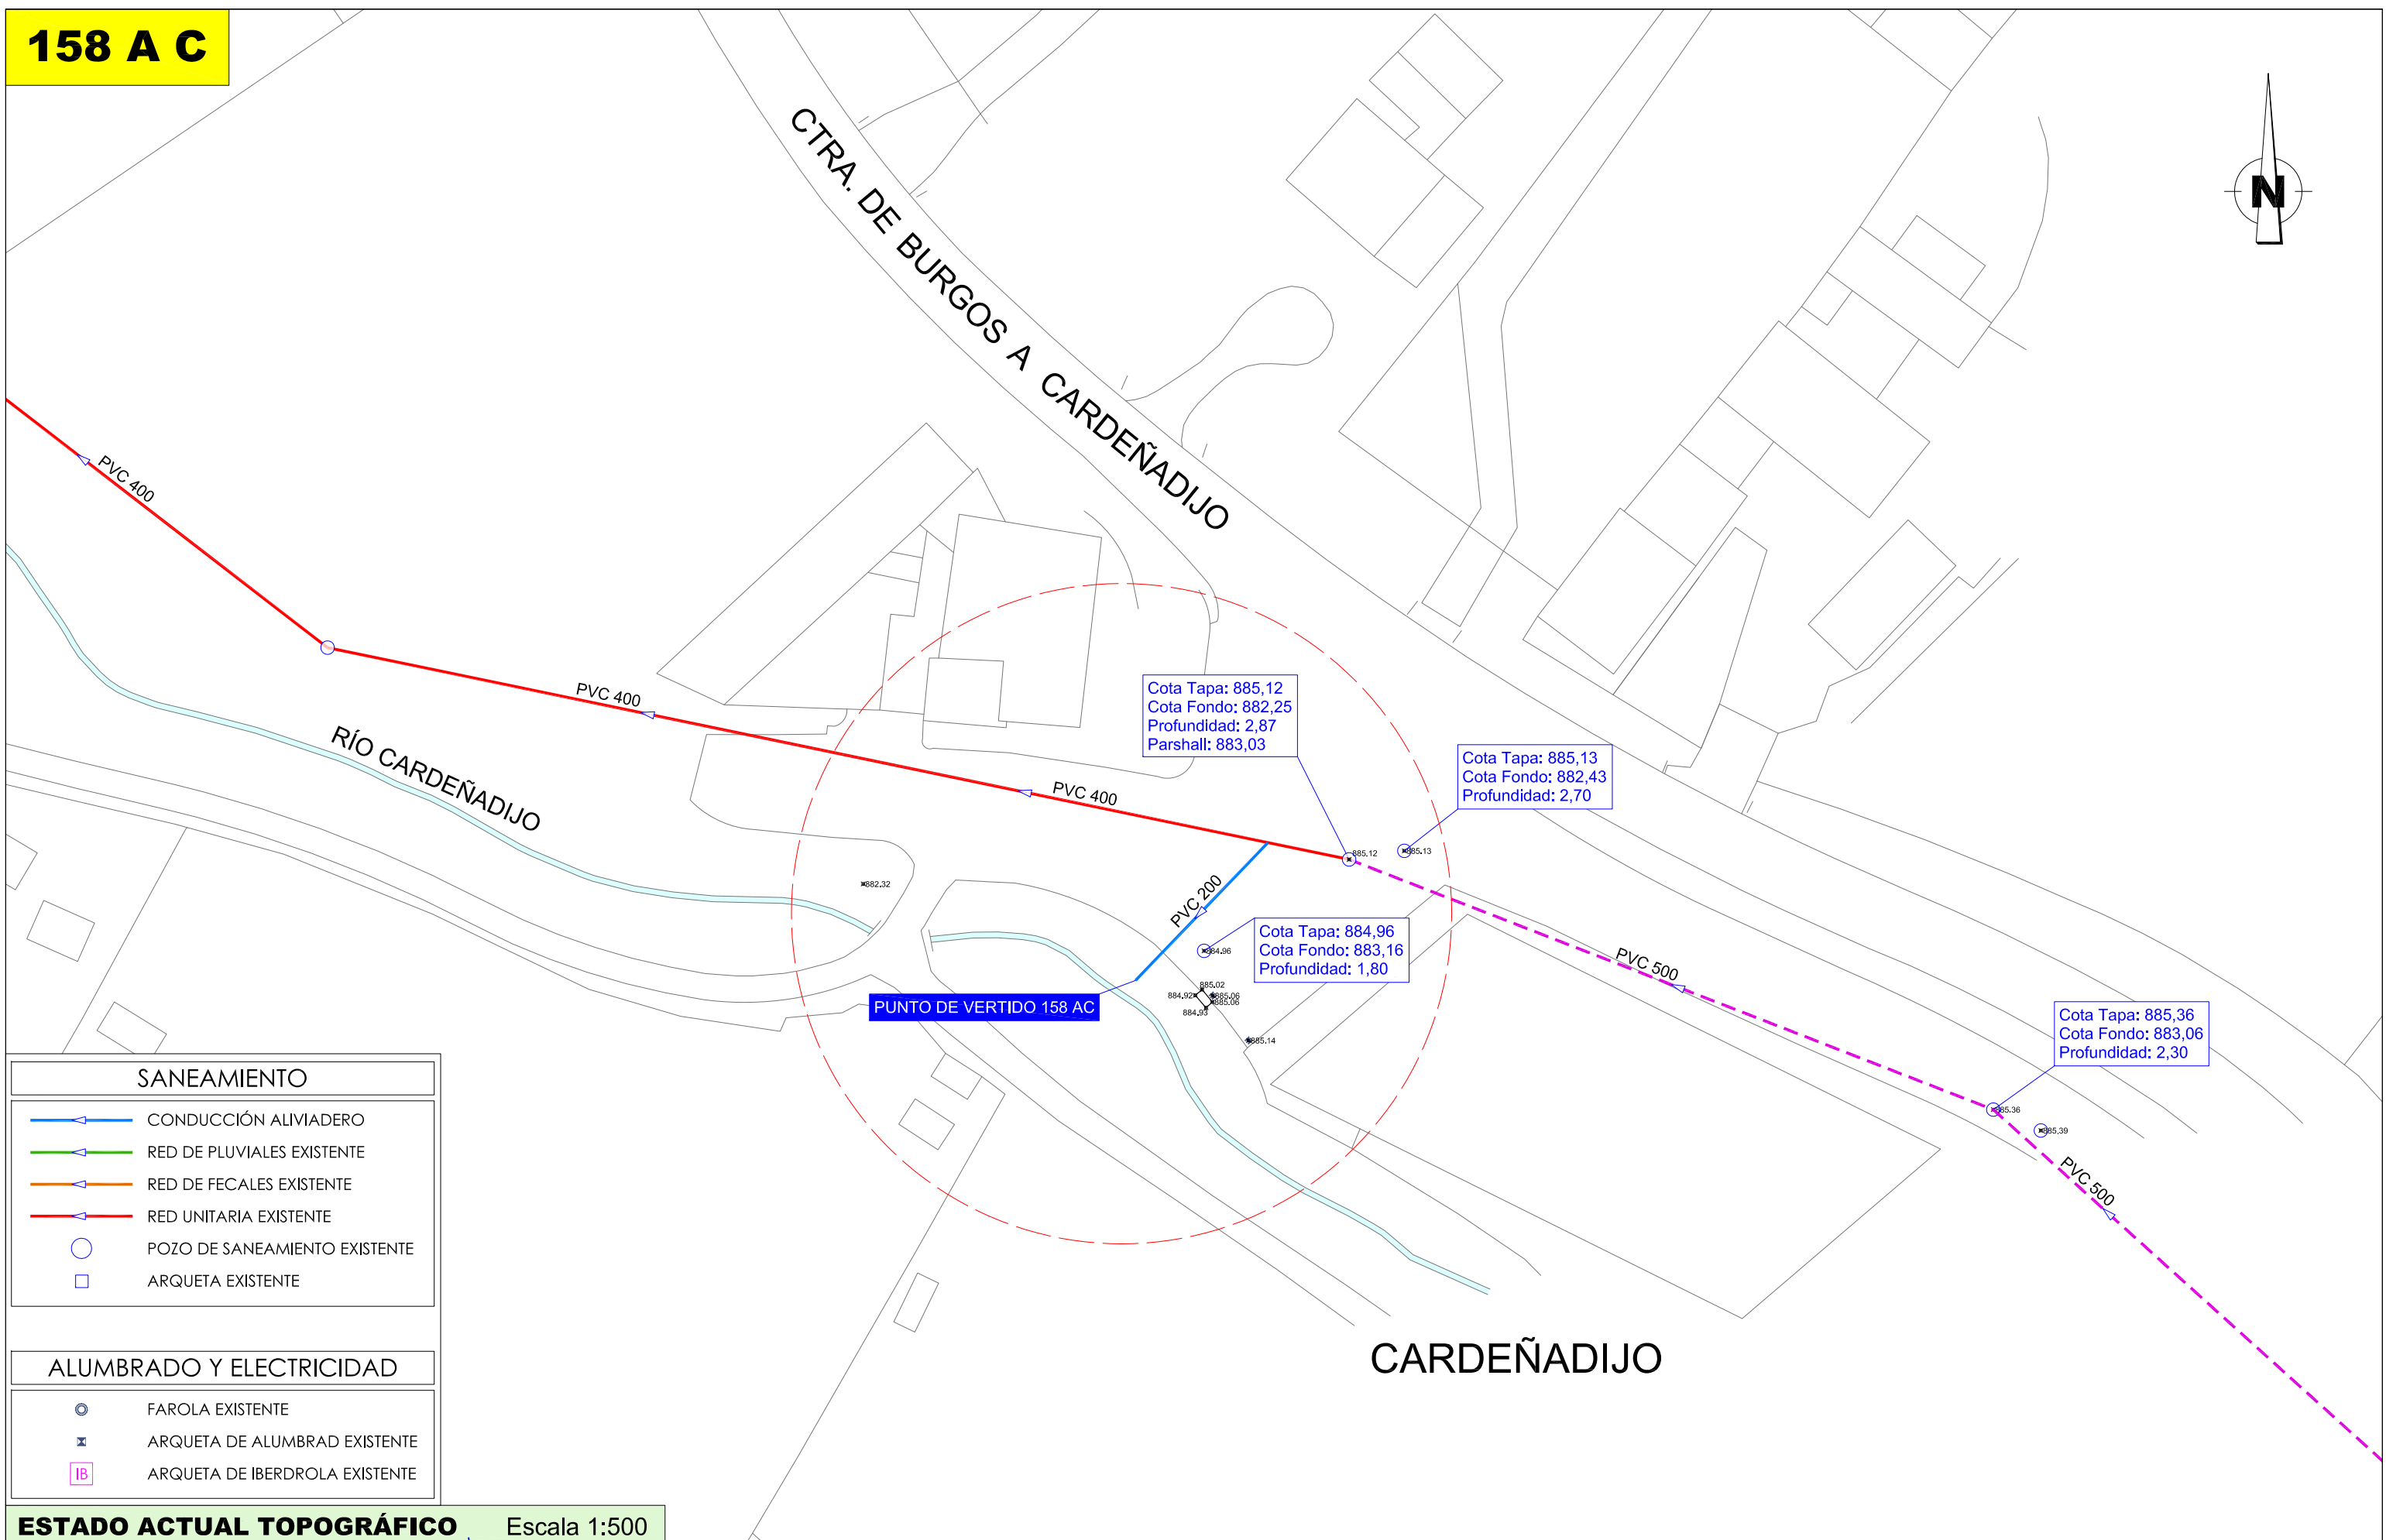 158 A C
CTRA. DE BURGOS A CARDEÑADIJO
N
PVC 400
PVC 400
RÍO CARDEÑADIJO
PVC 400
Cota Tapa: 885,12
Cota Fondo: 882,25
Profundidad: 2,87
Parshall: 883,03
Cota Tapa: 885,13
Cota Fondo: 882,43
Profundidad: 2,70
885.12
885.13
882.32
PVC 200
Cota Tapa: 884,96
Cota Fondo: 883,16
Profundidad: 1,80
884.96
885.02
884.92
885.06
885.06
884.93
885.14
PUNTO DE VERTIDO 158 AC
PVC 500
Cota Tapa: 885,36
Cota Fondo: 883,06
Profundidad: 2,30
885.36
885.39
PVC 500
CARDEÑADIJO
SANEAMIENTO
CONDUCCIÓN ALIVIADERO
RED DE PLUVIALES EXISTENTE
RED DE FECALES EXISTENTE
RED UNITARIA EXISTENTE
POZO DE SANEAMIENTO EXISTENTE
ARQUETA EXISTENTE
ALUMBRADO Y ELECTRICIDAD
FAROLA EXISTENTE
ARQUETA DE ALUMBRAD EXISTENTE
IB ARQUETA DE IBERDROLA EXISTENTE
ESTADO ACTUAL TOPOGRÁFICO Escala 1:500